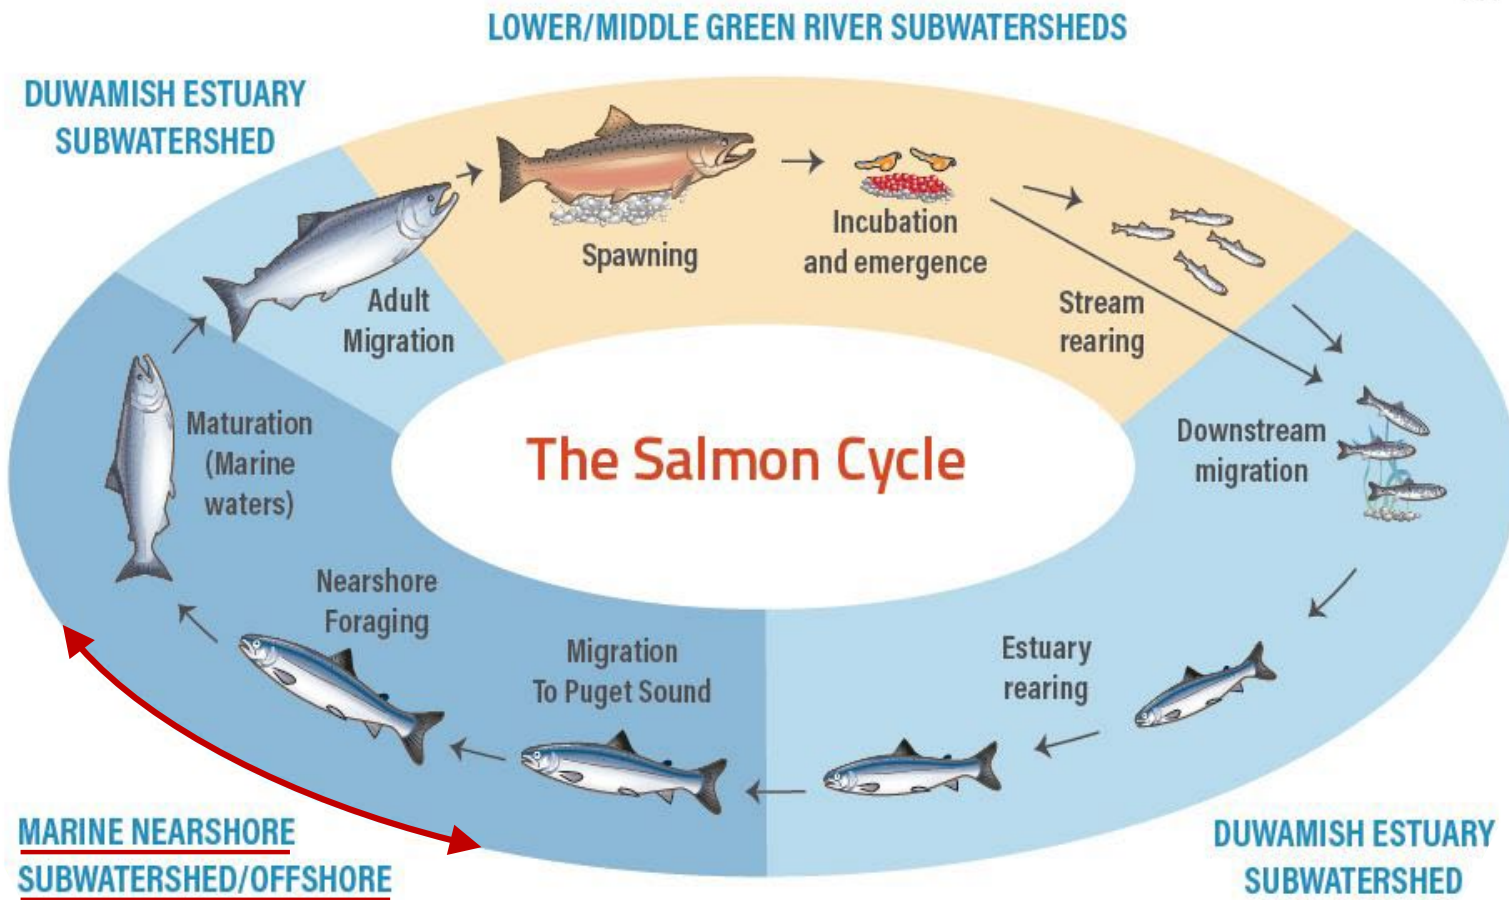 LOWER/MIDDLE GREEN RIVER SUBWATERSHEDS
DUWAMISH ESTUARY
SUBWATERSHED
Spawning
Incubation
and emergence
Stream
rearing
Adult
Migration
The Salmon Cycle
Downstream
migration
Maturation
(Marine
waters)
Nearshore
Foraging
Migration
To Puget Sound
Estuary
rearing
MARINE NEARSHORE
SUBWATERSHED/OFFSHORE
DUWAMISH ESTUARY
SUBWATERSHED